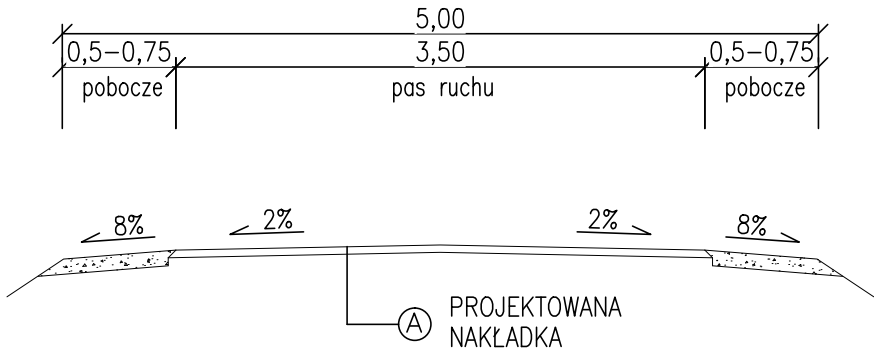 5,00
0,5-0,75 3,50 0,5-0,75
pobocze pas ruchu pobocze
8% 2% 2% 8%
A PROJEKTOWANA
NAKŁADKA